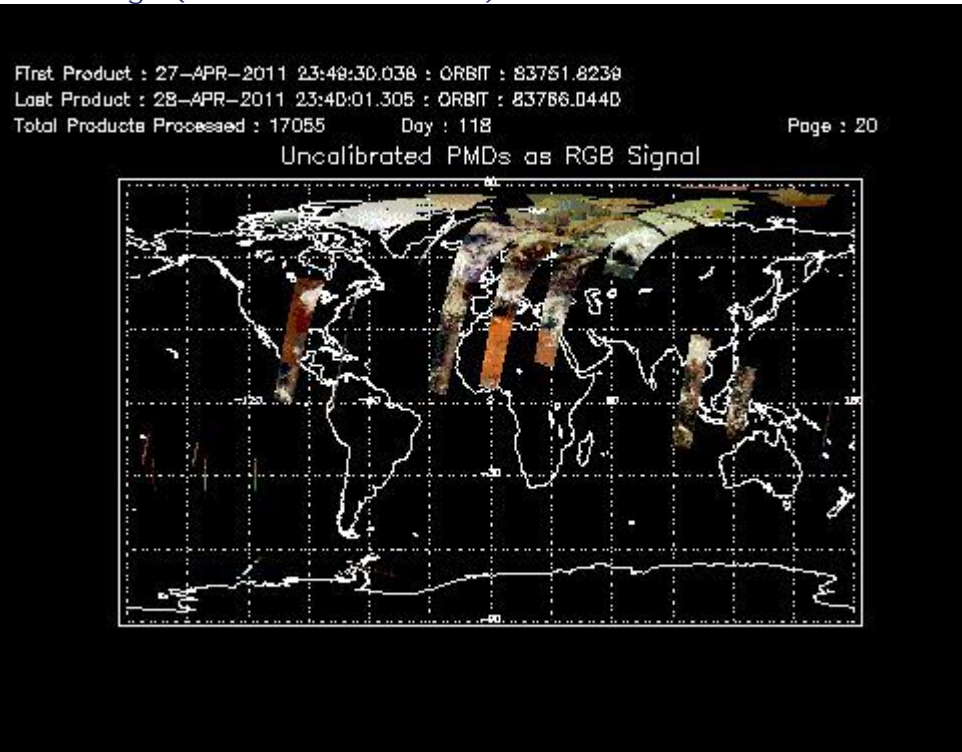 First Product : 27-APR-2011 23:49:30.038 : ORBIT : 83751.8239
Last Product : 28-APR-2011 23:40:01.305 : ORBIT : 83766.0440
Total Products Processed : 17055 Day : 118 Page : 20
Uncalibrated PMDs as RGB Signal